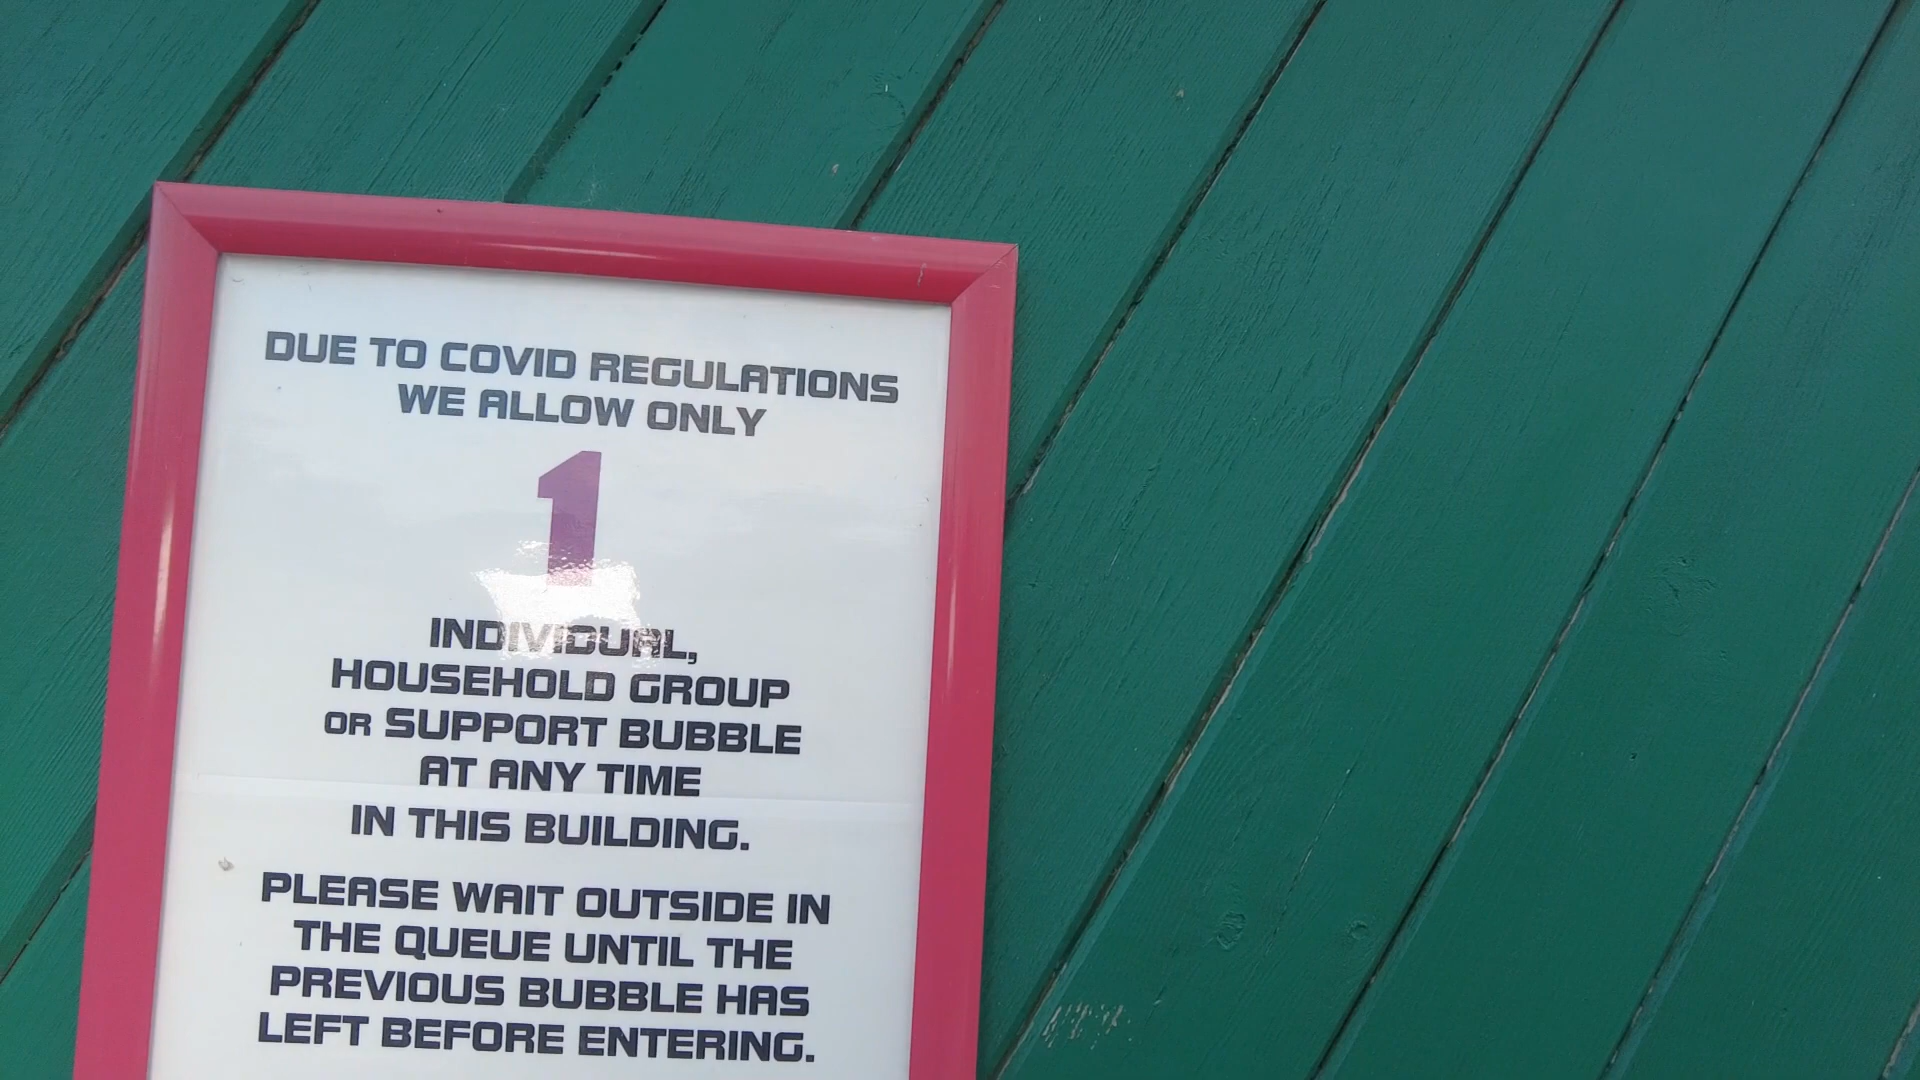 DUE TO COVID REGULATIONS
WE ALLOW ONLY
1
INDIVIDUAL,
HOUSEHOLD GROUP
OR SUPPORT BUBBLE
AT ANY TIME
IN THIS BUILDING.
PLEASE WAIT OUTSIDE IN
THE QUEUE UNTIL THE
PREVIOUS BUBBLE HAS
LEFT BEFORE ENTERING.